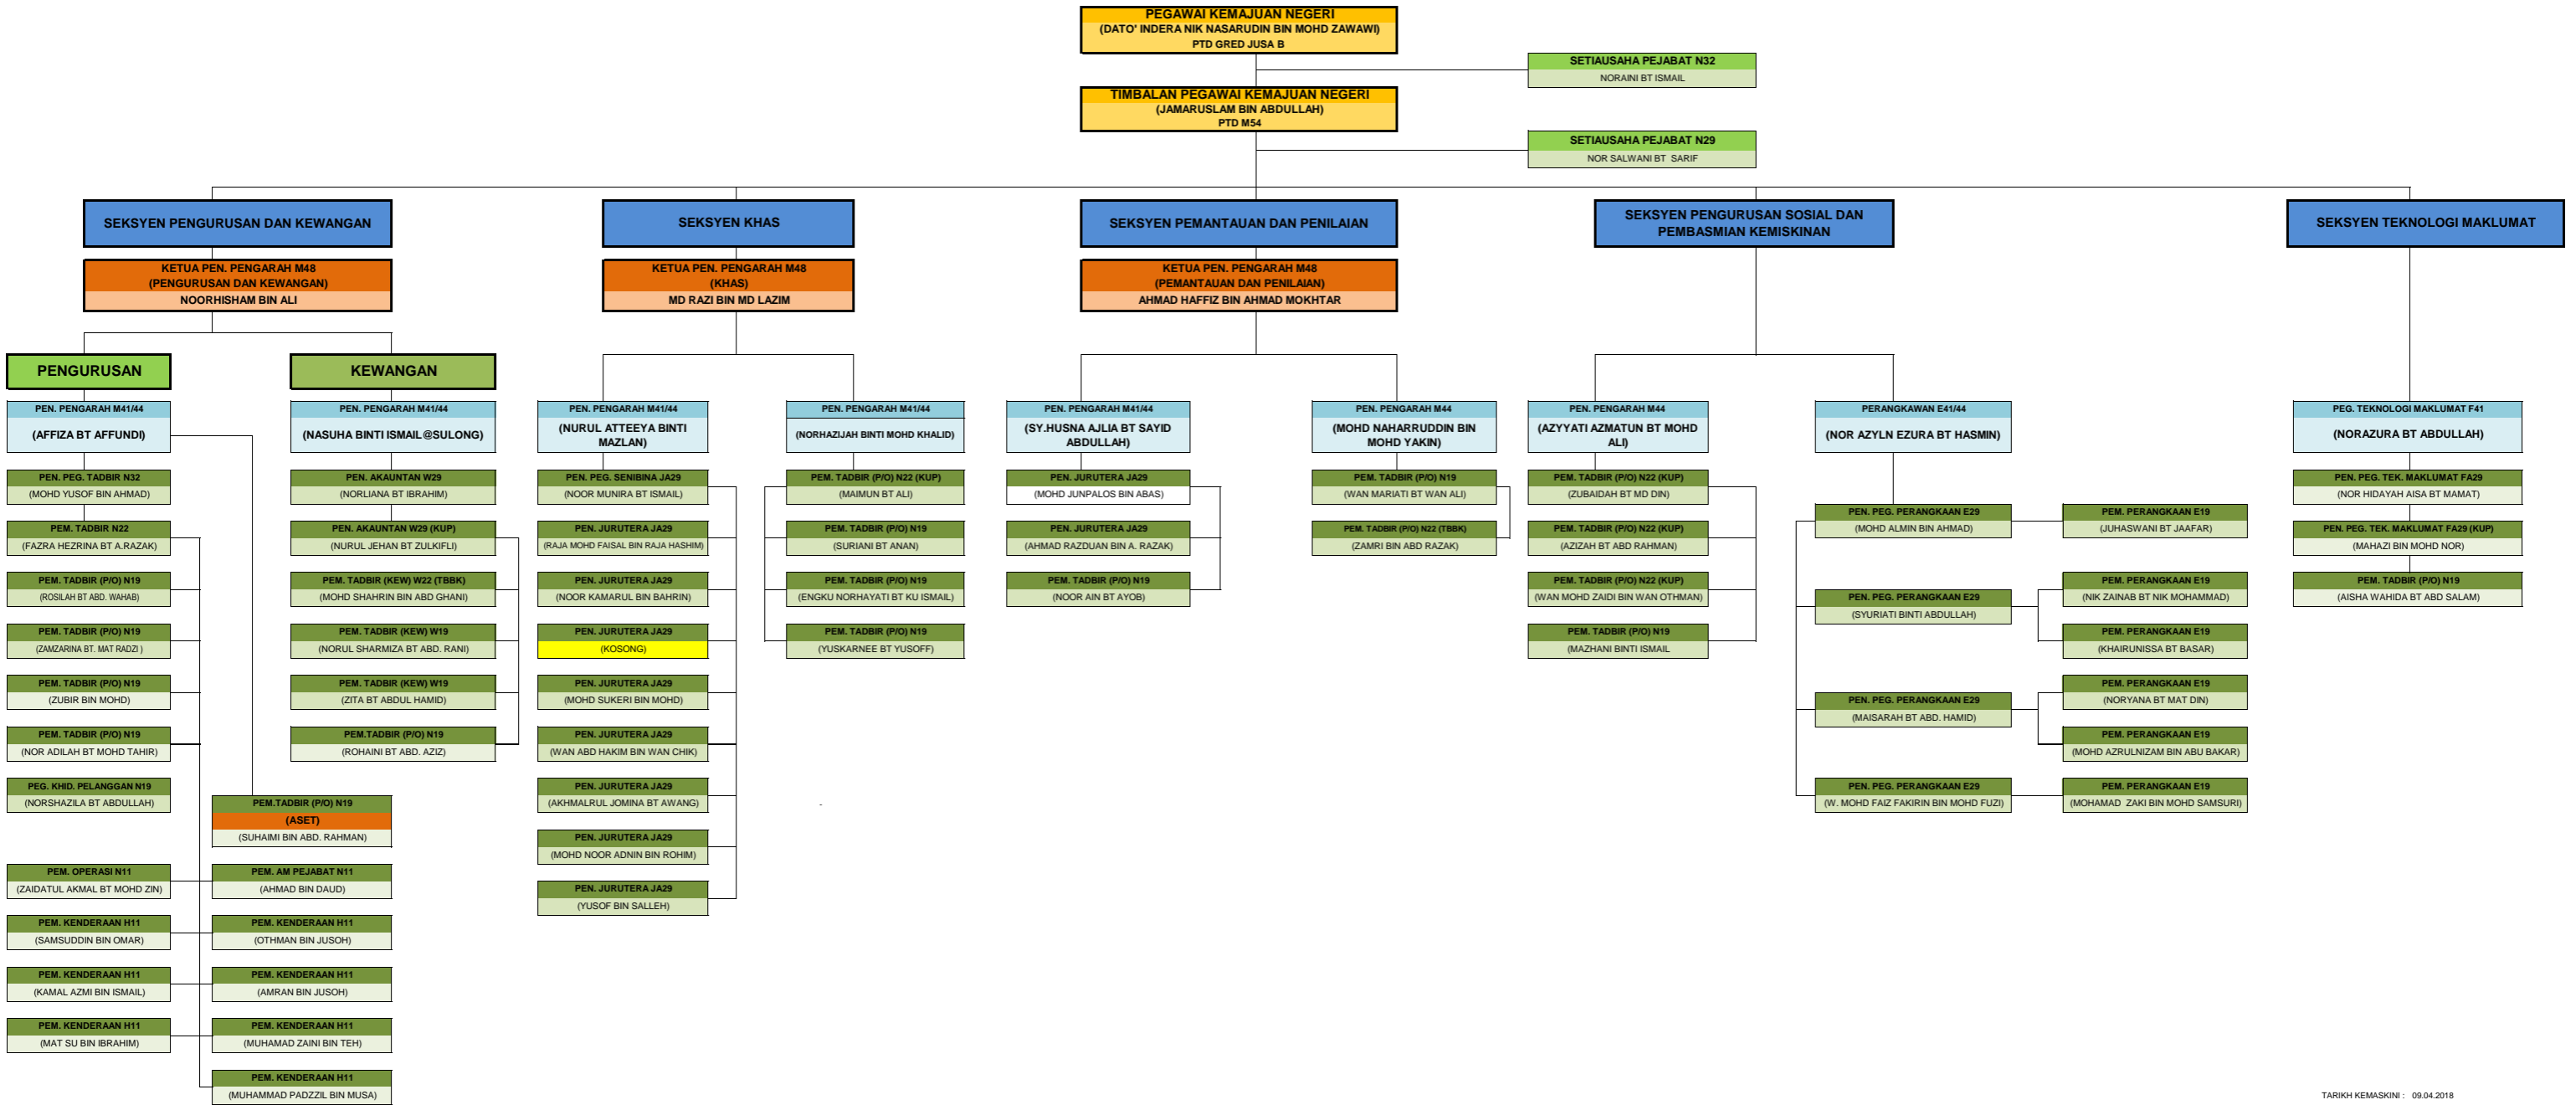 PEGAWAI KEMAJUAN NEGERI
(DATO' INDERA NIK NASARUDIN BIN MOHD ZAWAWI)
PTD GRED JUSA B
SETIAUSAHA PEJABAT N32
NORAINI BT ISMAIL
TIMBALAN PEGAWAI KEMAJUAN NEGERI
(JAMARUSLAM BIN ABDULLAH)
PTD M54
SETIAUSAHA PEJABAT N29
NOR SALWANI BT SARIF
SEKSYEN PENGURUSAN DAN KEWANGAN
KETUA PEN. PENGARAH M48
(PENGURUSAN DAN KEWANGAN)
NOORHISHAM BIN ALI
PENGURUSAN
PEN. PENGARAH M41/44
(AFFIZA BT AFFUNDI)
PEN. PEG. TADBIR N32
(MOHD YUSOF BIN AHMAD)
PEM. TADBIR N22
(FAZRA HEZRINA BT A.RAZAK)
PEM. TADBIR (P/O) N19
(ROSILAH BT ABD. WAHAB)
PEM. TADBIR (P/O) N19
(ZAMZARINA BT. MAT RADZI )
PEM. TADBIR (P/O) N19
(ZUBIR BIN MOHD)
PEM. TADBIR (P/O) N19
(NOR ADILAH BT MOHD TAHIR)
PEG. KHID. PELANGGAN N19
(NORSHAZILA BT ABDULLAH)
PEM.TADBIR (P/O) N19
(ASET)
(SUHAIMI BIN ABD. RAHMAN)
PEM. OPERASI N11
(ZAIDATUL AKMAL BT MOHD ZIN)
PEM. AM PEJABAT N11
(AHMAD BIN DAUD)
PEM. KENDERAAN H11
(SAMSUDDIN BIN OMAR)
PEM. KENDERAAN H11
(OTHMAN BIN JUSOH)
PEM. KENDERAAN H11
(KAMAL AZMI BIN ISMAIL)
PEM. KENDERAAN H11
(AMRAN BIN JUSOH)
PEM. KENDERAAN H11
(MAT SU BIN IBRAHIM)
PEM. KENDERAAN H11
(MUHAMAD ZAINI BIN TEH)
PEM. KENDERAAN H11
(MUHAMMAD PADZZIL BIN MUSA)
KEWANGAN
PEN. PENGARAH M41/44
(NASUHA BINTI ISMAIL@SULONG)
PEN. AKAUNTAN W29
(NORLIANA BT IBRAHIM)
PEN. AKAUNTAN W29 (KUP)
(NURUL JEHAN BT ZULKIFLI)
PEM. TADBIR (KEW) W22 (TBBK)
(MOHD SHAHRIN BIN ABD GHANI)
PEM. TADBIR (KEW) W19
(NORUL SHARMIZA BT ABD. RANI)
PEM. TADBIR (KEW) W19
(ZITA BT ABDUL HAMID)
PEM.TADBIR (P/O) N19
(ROHAINI BT ABD. AZIZ)
SEKSYEN KHAS
KETUA PEN. PENGARAH M48
(KHAS)
MD RAZI BIN MD LAZIM
PEN. PENGARAH M41/44
(NURUL ATTEEYA BINTI
MAZLAN)
PEN. PEG. SENIBINA JA29
(NOOR MUNIRA BT ISMAIL)
PEN. JURUTERA JA29
(RAJA MOHD FAISAL BIN RAJA HASHIM)
PEN. JURUTERA JA29
(NOOR KAMARUL BIN BAHRIN)
PEN. JURUTERA JA29
(KOSONG)
PEN. JURUTERA JA29
(MOHD SUKERI BIN MOHD)
PEN. JURUTERA JA29
(WAN ABD HAKIM BIN WAN CHIK)
PEN. JURUTERA JA29
(AKHMALRUL JOMINA BT AWANG)
PEN. JURUTERA JA29
(MOHD NOOR ADNIN BIN ROHIM)
PEN. JURUTERA JA29
(YUSOF BIN SALLEH)
PEN. PENGARAH M41/44
(NORHAZIJAH BINTI MOHD KHALID)
PEM. TADBIR (P/O) N22 (KUP)
(MAIMUN BT ALI)
PEM. TADBIR (P/O) N19
(SURIANI BT ANAN)
PEM. TADBIR (P/O) N19
(ENGKU NORHAYATI BT KU ISMAIL)
PEM. TADBIR (P/O) N19
(YUSKARNEE BT YUSOFF)
SEKSYEN PEMANTAUAN DAN PENILAIAN
KETUA PEN. PENGARAH M48
(PEMANTAUAN DAN PENILAIAN)
AHMAD HAFFIZ BIN AHMAD MOKHTAR
PEN. PENGARAH M41/44
(SY.HUSNA AJLIA BT SAYID
ABDULLAH)
PEN. JURUTERA JA29
(MOHD JUNPALOS BIN ABAS)
PEN. JURUTERA JA29
(AHMAD RAZDUAN BIN A. RAZAK)
PEM. TADBIR (P/O) N19
(NOOR AIN BT AYOB)
PEN. PENGARAH M44
(MOHD NAHARRUDDIN BIN
MOHD YAKIN)
PEM. TADBIR (P/O) N19
(WAN MARIATI BT WAN ALI)
PEM. TADBIR (P/O) N22 (TBBK)
(ZAMRI BIN ABD RAZAK)
SEKSYEN PENGURUSAN SOSIAL DAN
PEMBASMIAN KEMISKINAN
PEN. PENGARAH M44
(AZYYATI AZMATUN BT MOHD
ALI)
PEM. TADBIR (P/O) N22 (KUP)
(ZUBAIDAH BT MD DIN)
PEM. TADBIR (P/O) N22 (KUP)
(AZIZAH BT ABD RAHMAN)
PEM. TADBIR (P/O) N22 (KUP)
(WAN MOHD ZAIDI BIN WAN OTHMAN)
PEM. TADBIR (P/O) N19
(MAZHANI BINTI ISMAIL
PERANGKAWAN E41/44
(NOR AZYLN EZURA BT HASMIN)
PEN. PEG. PERANGKAAN E29
(MOHD ALMIN BIN AHMAD)
PEM. PERANGKAAN E19
(JUHASWANI BT JAAFAR)
PEN. PEG. PERANGKAAN E29
(SYURIATI BINTI ABDULLAH)
PEM. PERANGKAAN E19
(NIK ZAINAB BT NIK MOHAMMAD)
PEM. PERANGKAAN E19
(KHAIRUNISSA BT BASAR)
PEN. PEG. PERANGKAAN E29
(MAISARAH BT ABD. HAMID)
PEM. PERANGKAAN E19
(NORYANA BT MAT DIN)
PEM. PERANGKAAN E19
(MOHD AZRULNIZAM BIN ABU BAKAR)
PEN. PEG. PERANGKAAN E29
(W. MOHD FAIZ FAKIRIN BIN MOHD FUZI)
PEM. PERANGKAAN E19
(MOHAMAD ZAKI BIN MOHD SAMSURI)
SEKSYEN TEKNOLOGI MAKLUMAT
PEG. TEKNOLOGI MAKLUMAT F41
(NORAZURA BT ABDULLAH)
PEN. PEG. TEK. MAKLUMAT FA29
(NOR HIDAYAH AISA BT MAMAT)
PEN. PEG. TEK. MAKLUMAT FA29 (KUP)
(MAHAZI BIN MOHD NOR)
PEM. TADBIR (P/O) N19
(AISHA WAHIDA BT ABD SALAM)
TARIKH KEMASKINI : 09.04.2018